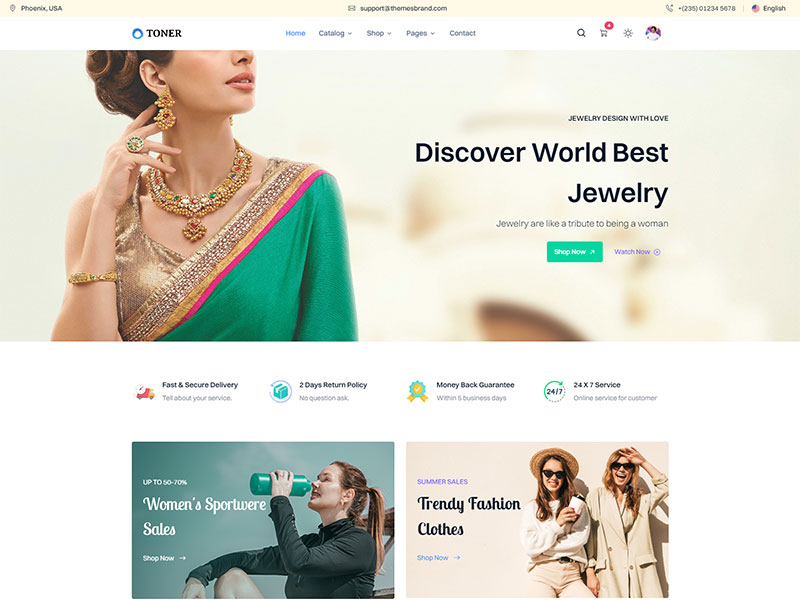 Phoenix, USA
support@themesbrand.com
+(235) 01234 5678
English
TONER
Home
Catalog
Shop
Pages
Contact
4
JEWELRY DESIGN WITH LOVE
Discover World Best
Jewelry
Jewelry are like a tribute to being a woman
Shop Now
Watch Now
Fast & Secure Delivery
Tell about your service.
2 Days Return Policy
No question ask.
Money Back Guarantee
Within 5 business days
24/7
24 X 7 Service
Online service for customer
UP TO 50-70%
Women's Sportwere
Sales
Shop Now
SUMMER SALES
Trendy Fashion
Clothes
Shop Now